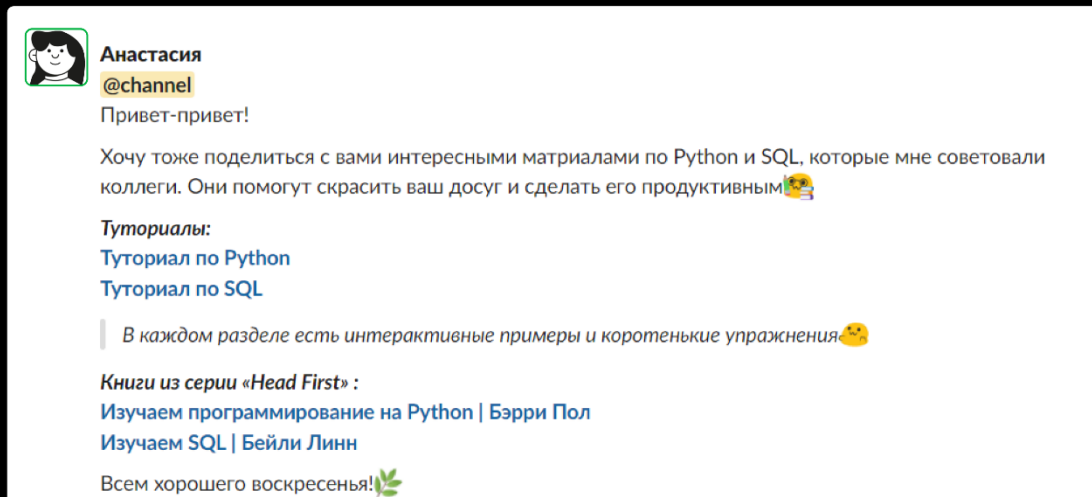 Анастасия
@channel
Привет-привет!
Хочу тоже поделиться с вами интересными матриалами по Python и SQL, которые мне советовали
коллеги. Они помогут скрасить ваш досуг и сделать его продуктивным
Туториалы:
Туториал по Python
Туториал по SQL
В каждом разделе есть интерактивные примеры и коротенькие упражнения
Книги из серии «Head First» :
Изучаем программирование на Python | Бэрри Пол
Изучаем SQL | Бейли Линн
Всем хорошего воскресенья!